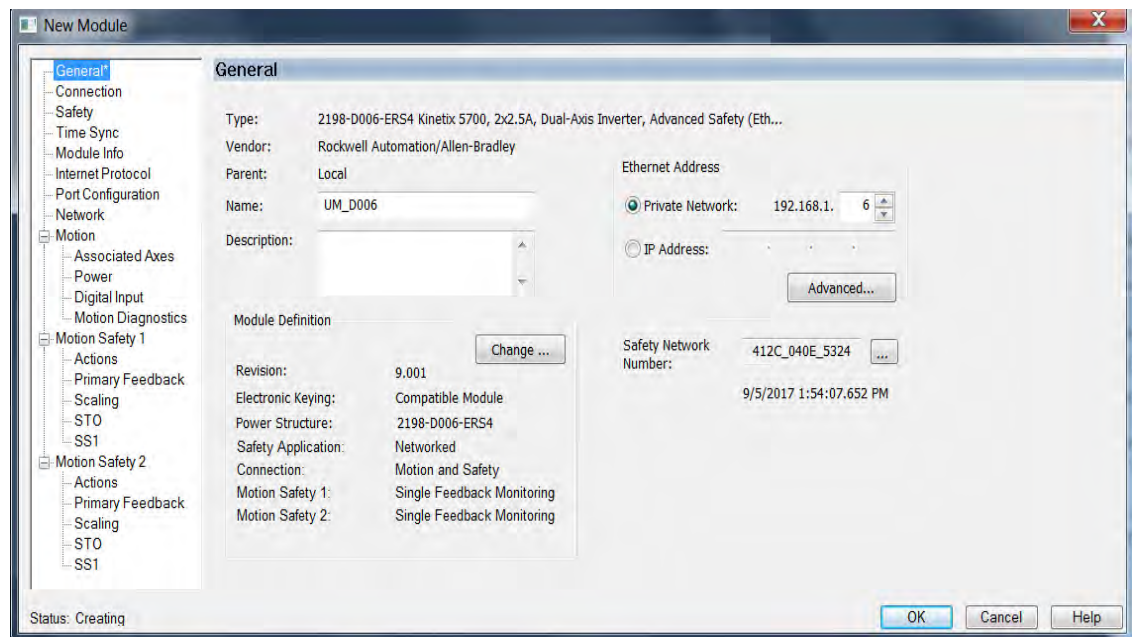 New Module
X
General*
Connection
Safety
Time Sync
Module Info
Internet Protocol
Port Configuration
Network
Motion
Associated Axes
Power
Digital Input
Motion Diagnostics
Motion Safety 1
Actions
Primary Feedback
Scaling
STO
SS1
Motion Safety 2
Actions
Primary Feedback
Scaling
STO
SS1
General
Type: 2198-D006-ERS4 Kinetix 5700, 2x2.5A, Dual-Axis Inverter, Advanced Safety (Eth...
Vendor: Rockwell Automation/Allen-Bradley
Parent: Local
Name: UM_D006
Description:
Ethernet Address
Private Network: 192.168.1. 6
IP Address: . . .
Advanced...
Module Definition
Change ...
Revision: 9.001
Electronic Keying: Compatible Module
Power Structure: 2198-D006-ERS4
Safety Application: Networked
Connection: Motion and Safety
Motion Safety 1: Single Feedback Monitoring
Motion Safety 2: Single Feedback Monitoring
Safety Network Number: 412C_040E_5324 ...
9/5/2017 1:54:07.652 PM
Status: Creating
OK Cancel Help